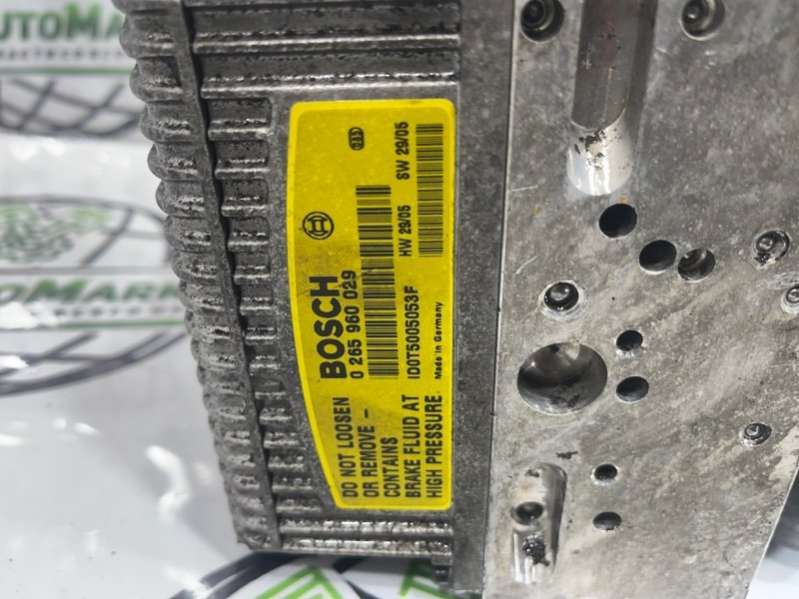 BOSCH
0 265 960 029
HW 29/05 SW 29/05
ID0T5005053F
Made in Germany
DO NOT LOOSEN
OR REMOVE -
CONTAINS
BRAKE FLUID AT
HIGH PRESSURE